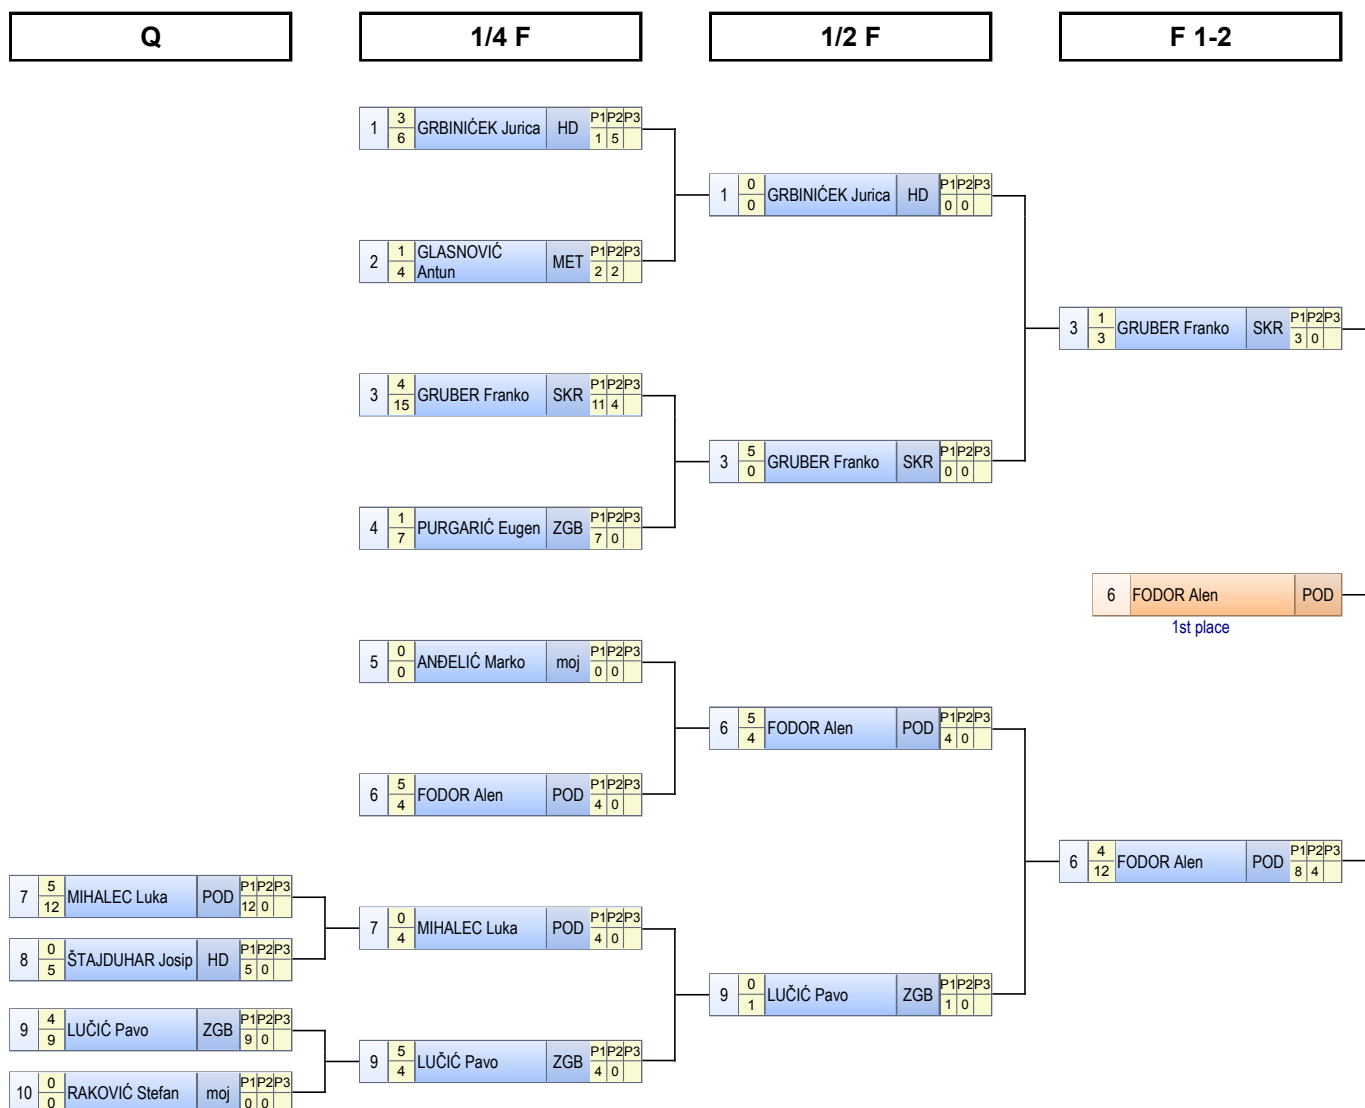 Q
1/4 F
1/2 F
F 1-2
1 3 6 GRBINIĆEK Jurica HD P1 P2 P3 1 5
2 1 4 GLASNOVIĆ Antun MET P1 P2 P3 2 2
3 4 15 GRUBER Franko SKR P1 P2 P3 11 4
4 1 7 PURGARIĆ Eugen ZGB P1 P2 P3 7 0
5 0 0 ANĐELIĆ Marko moj P1 P2 P3 0 0
6 5 4 FODOR Alen POD P1 P2 P3 4 0
7 5 12 MIHALEC Luka POD P1 P2 P3 12 0
8 0 5 ŠTAJDUHAR Josip HD P1 P2 P3 5 0
9 4 9 LUČIĆ Pavo ZGB P1 P2 P3 9 0
10 0 0 RAKOVIĆ Stefan moj P1 P2 P3 0 0
7 0 4 MIHALEC Luka POD P1 P2 P3 4 0
9 5 4 LUČIĆ Pavo ZGB P1 P2 P3 4 0
1 0 0 GRBINIĆEK Jurica HD P1 P2 P3 0 0
3 5 0 GRUBER Franko SKR P1 P2 P3 0 0
6 5 4 FODOR Alen POD P1 P2 P3 4 0
9 0 1 LUČIĆ Pavo ZGB P1 P2 P3 1 0
3 1 3 GRUBER Franko SKR P1 P2 P3 3 0
6 FODOR Alen POD
1st place
6 4 12 FODOR Alen POD P1 P2 P3 8 4